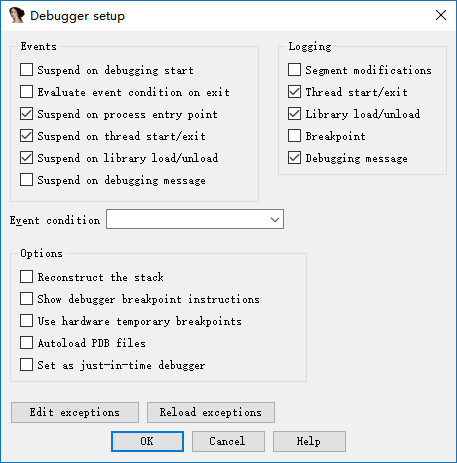 Debugger setup
Events
Suspend on debugging start
Evaluate event condition on exit
Suspend on process entry point
Suspend on thread start/exit
Suspend on library load/unload
Suspend on debugging message
Logging
Segment modifications
Thread start/exit
Library load/unload
Breakpoint
Debugging message
Event condition
Options
Reconstruct the stack
Show debugger breakpoint instructions
Use hardware temporary breakpoints
Autoload PDB files
Set as just-in-time debugger
Edit exceptions
Reload exceptions
OK
Cancel
Help